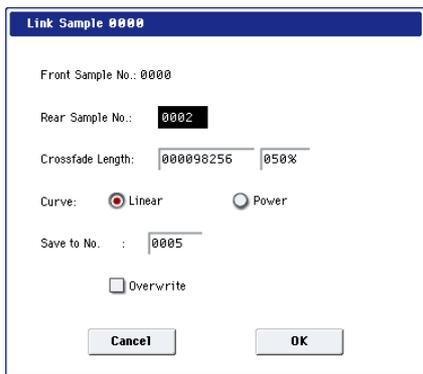 Link Sample 0000
Front Sample No.: 0000
Rear Sample No.: 0002
Crossfade Length: 000098256 050%
Curve: Linear Power
Save to No. : 0005
Overwrite
Cancel OK